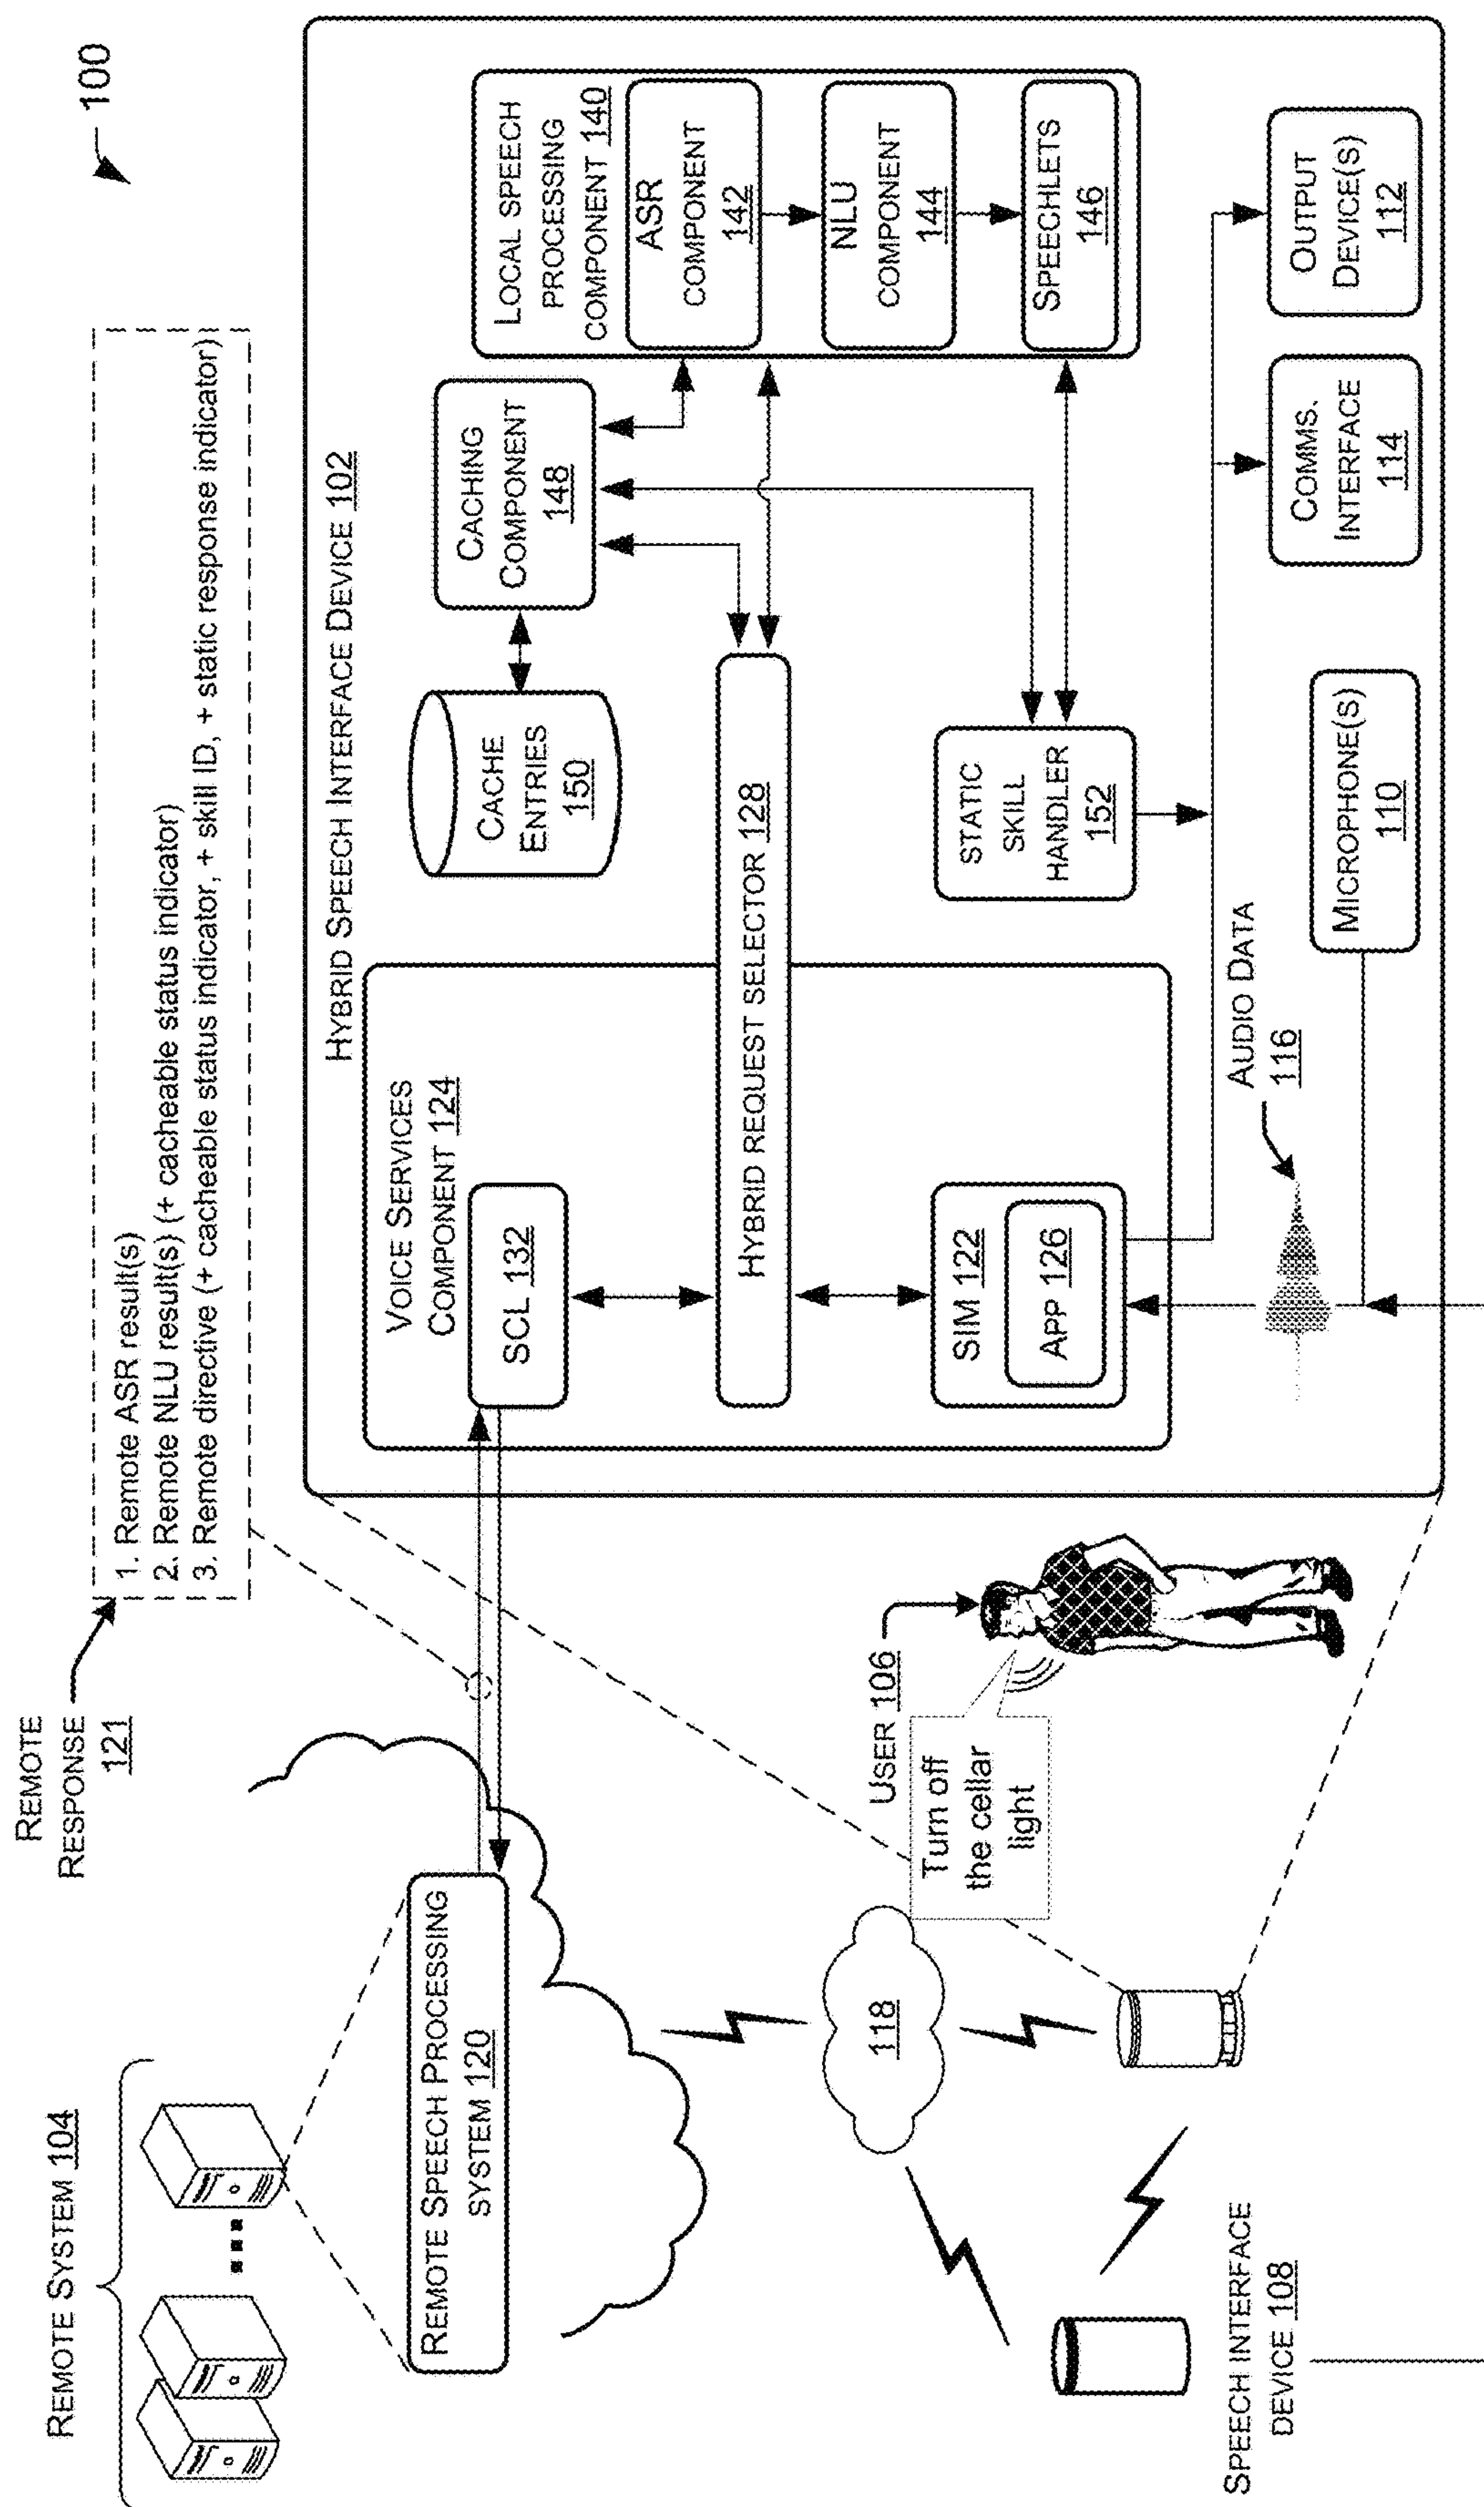 100
REMOTE
RESPONSE
121
1. Remote ASR result(s)
2. Remote NLU result(s) (+ cacheable status indicator)
3. Remote directive (+ cacheable status indicator, + skill ID, + static response indicator)
REMOTE SYSTEM 104
REMOTE SPEECH PROCESSING
SYSTEM 120
118
SPEECH INTERFACE
DEVICE 108
USER 106
Turn off
the cellar
light
HYBRID SPEECH INTERFACE DEVICE 102
VOICE SERVICES
COMPONENT 124
SCL 132
HYBRID REQUEST SELECTOR 128
SIM 122
APP 126
AUDIO DATA
116
MICROPHONE(S)
110
CACHE
ENTRIES
150
CACHING
COMPONENT
148
STATIC
SKILL
HANDLER
152
LOCAL SPEECH
PROCESSING
COMPONENT 140
ASR
COMPONENT
142
NLU
COMPONENT
144
SPEECHLETS
146
COMMS.
INTERFACE
114
OUTPUT
DEVICE(S)
112